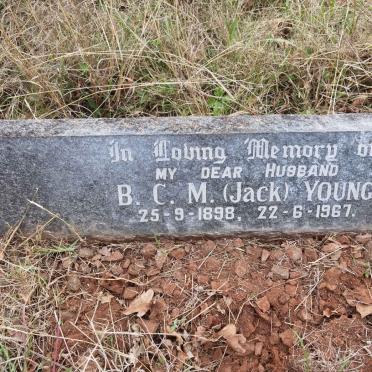 In Loving Memory of
MY DEAR HUSBAND
B. C. M. (Jack) YOUNG
25-9-1898, 22-6-1967.